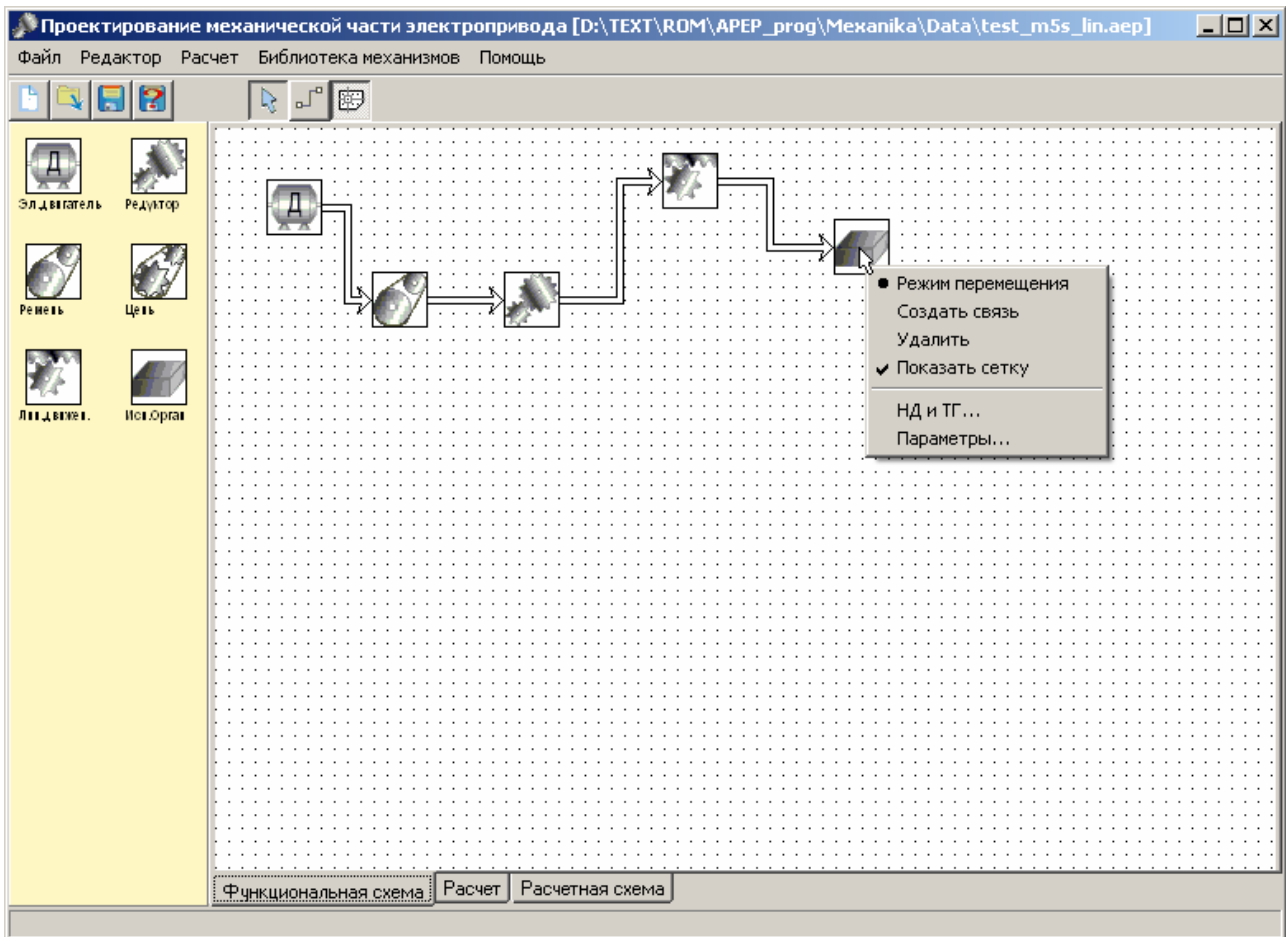 Проектирование механической части электропривода [D:\TEXT\ROM\APEP_prog\Mexanika\Data\test_m5s_lin.aep]
Файл Редактор Расчет Библиотека механизмов Помощь
Д
Эл.двигатель Редуктор
Ремень Цепь
Лин.движен. Исп.Орган
Д
Режим перемещения
Создать связь
Удалить
Показать сетку
НД и ТГ...
Параметры...
Функциональная схема Расчет Расчетная схема